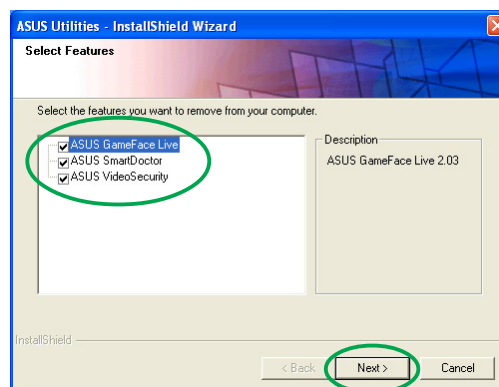 ASUS Utilities - InstallShield Wizard
Select Features
Select the features you want to remove from your computer.
ASUS GameFace Live
ASUS SmartDoctor
ASUS VideoSecurity
Description
ASUS GameFace Live 2.03
InstallShield
< Back
Next >
Cancel